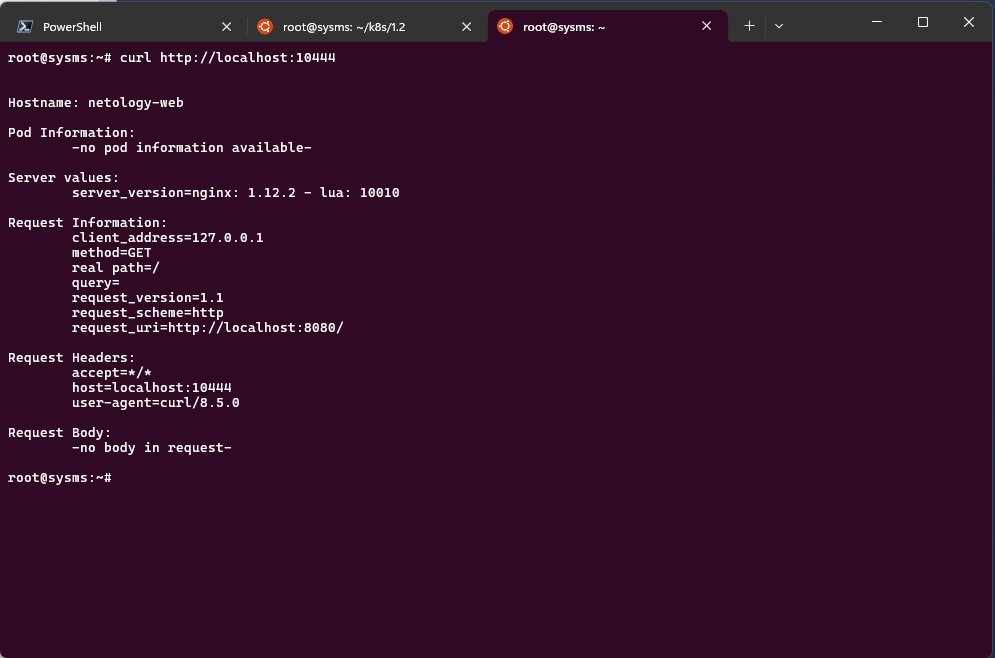 PowerShell
root@sysms: ~/k8s/1.2
root@sysms: ~
root@sysms:~# curl http://localhost:10444
Hostname: netology-web
Pod Information:
-no pod information available-
Server values:
server_version=nginx: 1.12.2 - lua: 10010
Request Information:
client_address=127.0.0.1
method=GET
real path=/
query=
request_version=1.1
request_scheme=http
request_uri=http://localhost:8080/
Request Headers:
accept=*/*
host=localhost:10444
user-agent=curl/8.5.0
Request Body:
-no body in request-
root@sysms:~#